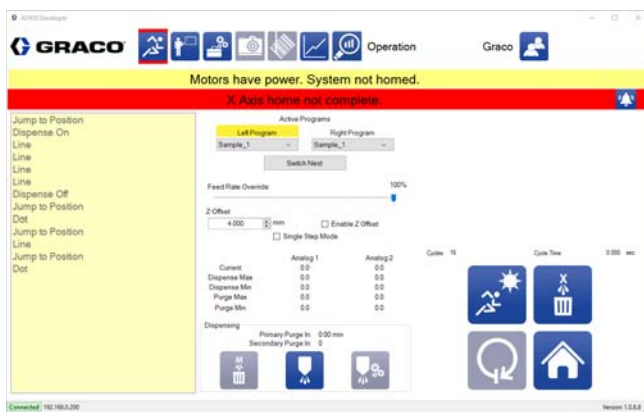 AD400 Developer
GRACO
Operation
Graco
Motors have power. System not homed.
X Axis home not complete.
Jump to Position
Dispense On
Line
Line
Line
Line
Dispense Off
Jump to Position
Dot
Jump to Position
Line
Jump to Position
Dot
Active Programs
Left Program Right Program
Sample_1 Sample_1
Switch Nest
Feed Rate Override 100%
Z Offset
4.000 mm Enable Z Offset
Single Step Mode
Analog 1 Analog 2
Current 0.0 0.0
Dispense Max 0.0 0.0
Dispense Min 0.0 0.0
Purge Max 0.0 0.0
Purge Min 0.0 0.0
Cycles 16 Cycle Time 0.000 sec
Dispensing
Primary Purge In: 0.00 min
Secondary Purge In: 0
M
X
Connected 192.168.0.200 Version 1.0.8.8